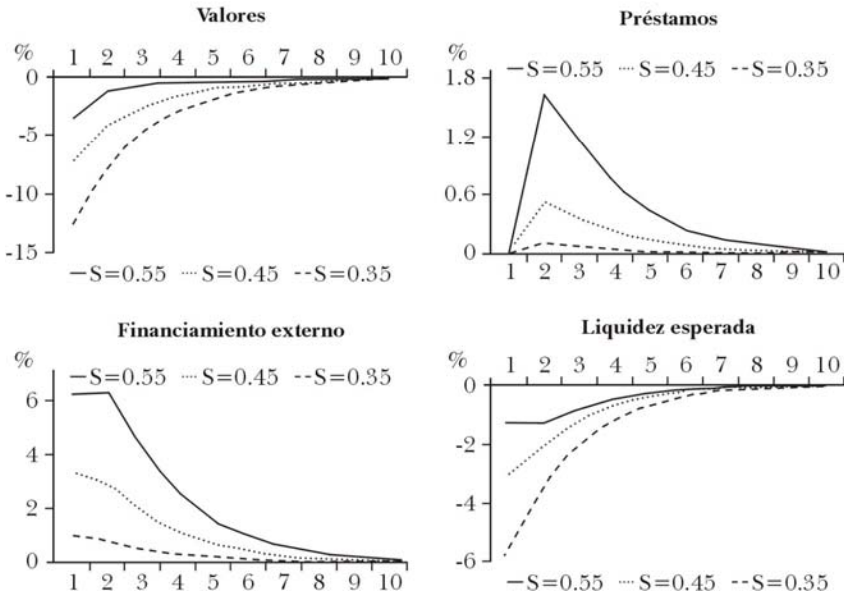 Valores
%
1 2 3 4 5 6 7 8 9 10
0
-5
-10
-15
S=0.55 S=0.45 S=0.35
Préstamos
%
S=0.55 S=0.45 S=0.35
1.8
1.2
0.6
0
1 2 3 4 5 6 7 8 9 10
Financiamiento externo
%
S=0.55 S=0.45 S=0.35
6
4
2
0
1 2 3 4 5 6 7 8 9 10
Liquidez esperada
%
1 2 3 4 5 6 7 8 9 10
0
-2
-4
-6
S=0.55 S=0.45 S=0.35